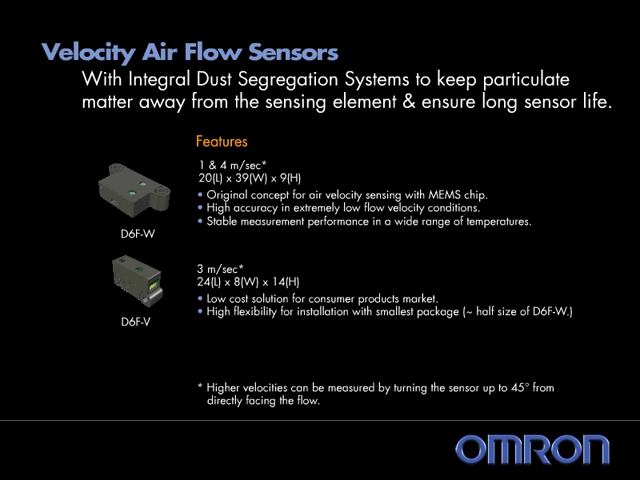 Velocity Air Flow Sensors
With Integral Dust Segregation Systems to keep particulate
matter away from the sensing element & ensure long sensor life.
Features
1 & 4 m/sec*
20(L) x 39(W) x 9(H)
• Original concept for air velocity sensing with MEMS chip.
• High accuracy in extremely low flow velocity conditions.
• Stable measurement performance in a wide range of temperatures.
D6F-W
3 m/sec*
24(L) x 8(W) x 14(H)
• Low cost solution for consumer products market.
• High flexibility for installation with smallest package (~ half size of D6F-W.)
D6F-V
* Higher velocities can be measured by turning the sensor up to 45° from
directly facing the flow.
OMRON